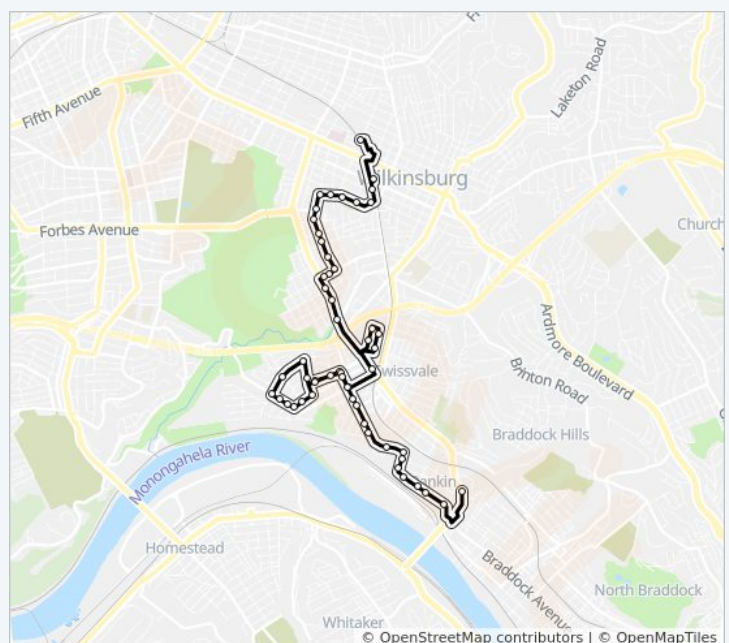 Fifth Avenue
Laketon Road
Wilkinsburg
Church
Forbes Avenue
Ardmore Boulevard
Swissvale
Brinton Road
Braddock Hills
Monongahela River
Homestead
Braddock Avenue
North Braddock
Whitaker
© OpenStreetMap contributors | © OpenMapTiles